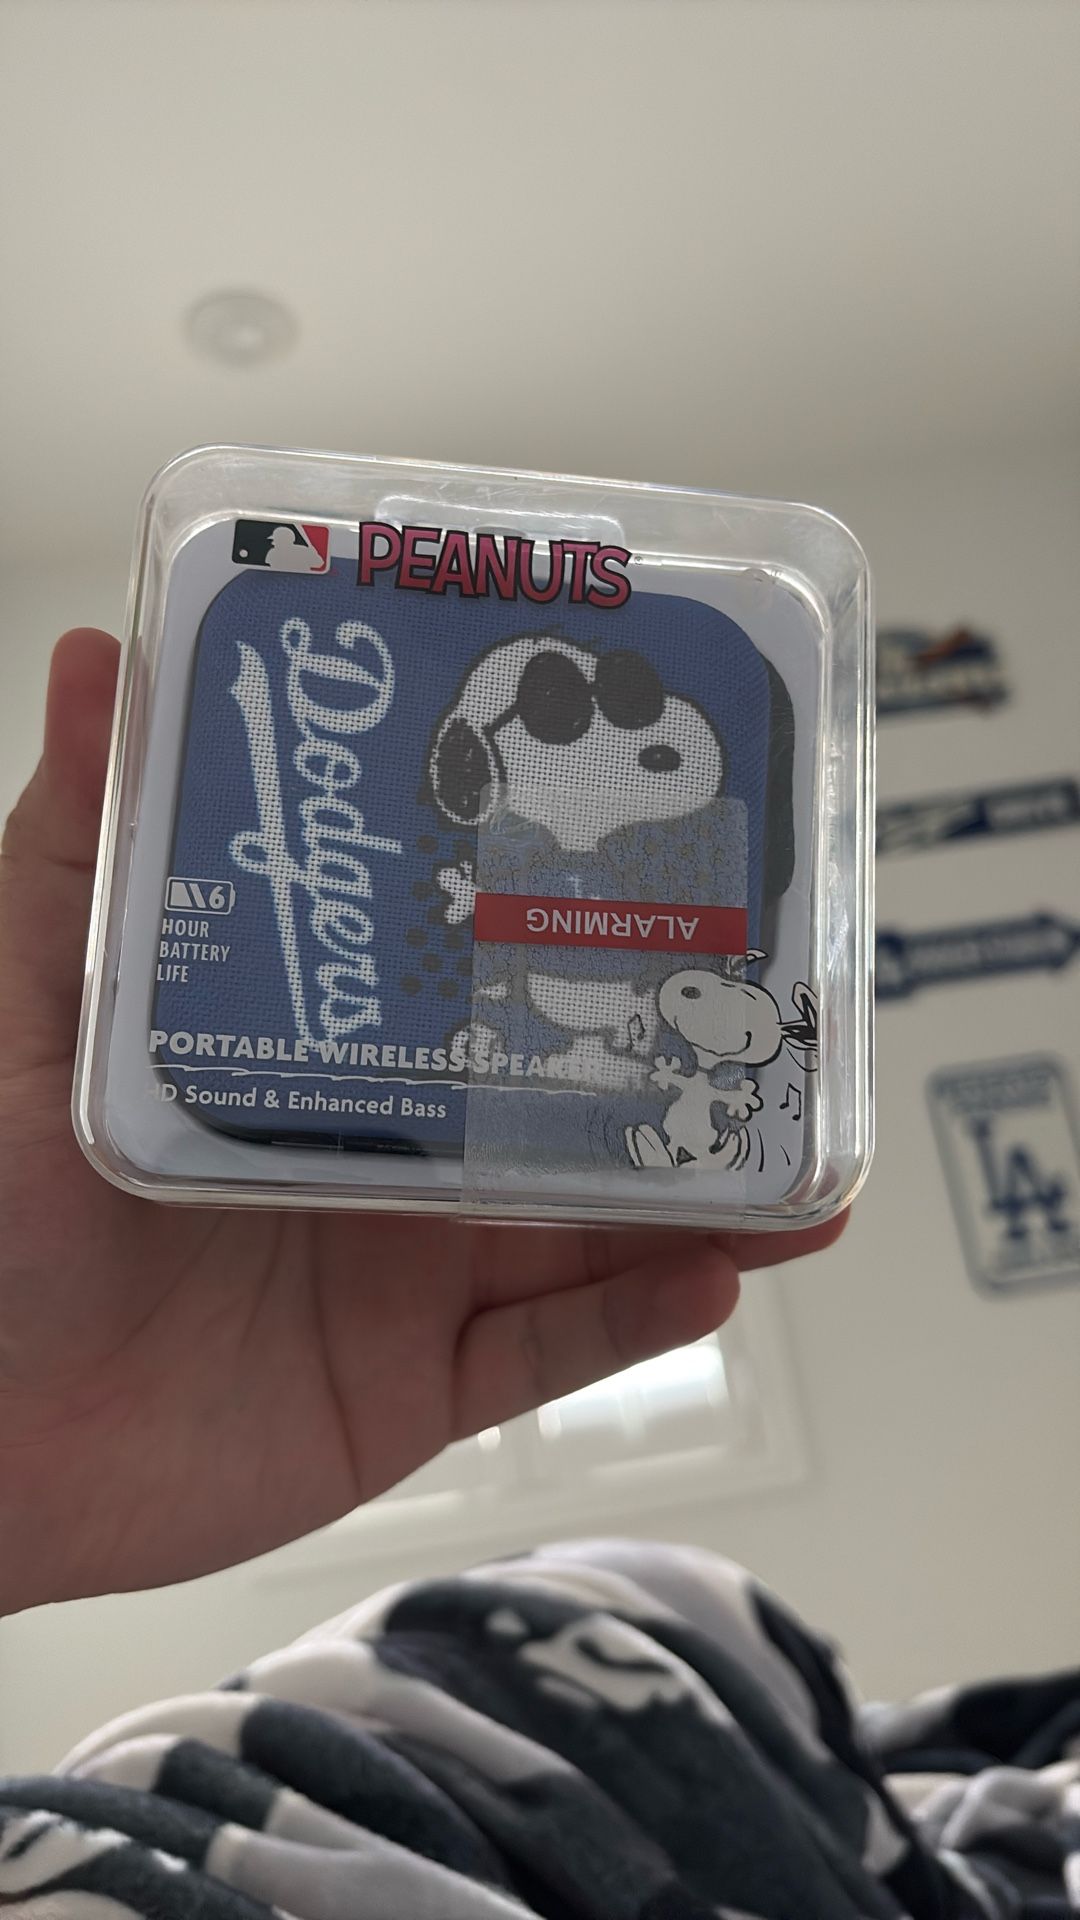 PEANUTS
Dodgers
ALARMING
6
HOUR
BATTERY
LIFE
PORTABLE WIRELESS SPEAKER
HD Sound & Enhanced Bass
LA